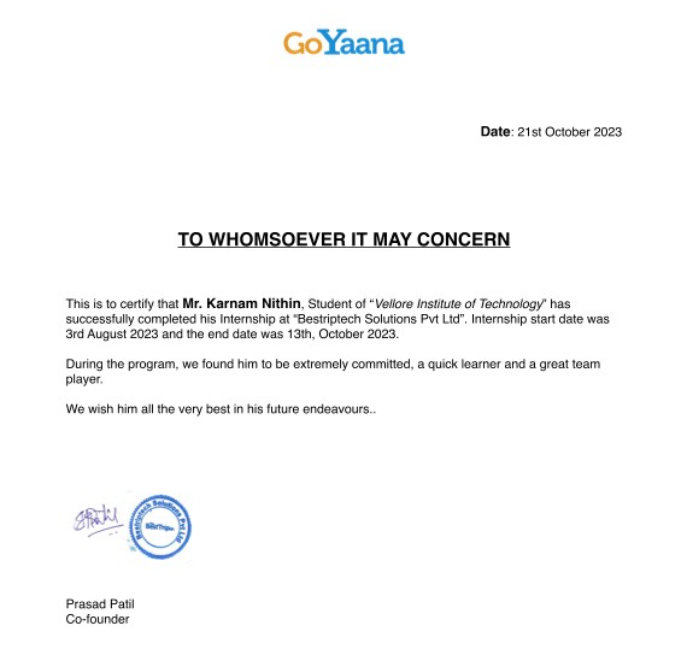 GoYaana
Date: 21st October 2023
TO WHOMSOEVER IT MAY CONCERN
This is to certify that Mr. Karnam Nithin, Student of “Vellore Institute of Technology” has
successfully completed his Internship at “Bestriptech Solutions Pvt Ltd”. Internship start date was
3rd August 2023 and the end date was 13th, October 2023.
During the program, we found him to be extremely committed, a quick learner and a great team
player.
We wish him all the very best in his future endeavours..
Bestriptech Solutions Pvt.Ltd
Prasad Patil
Co-founder